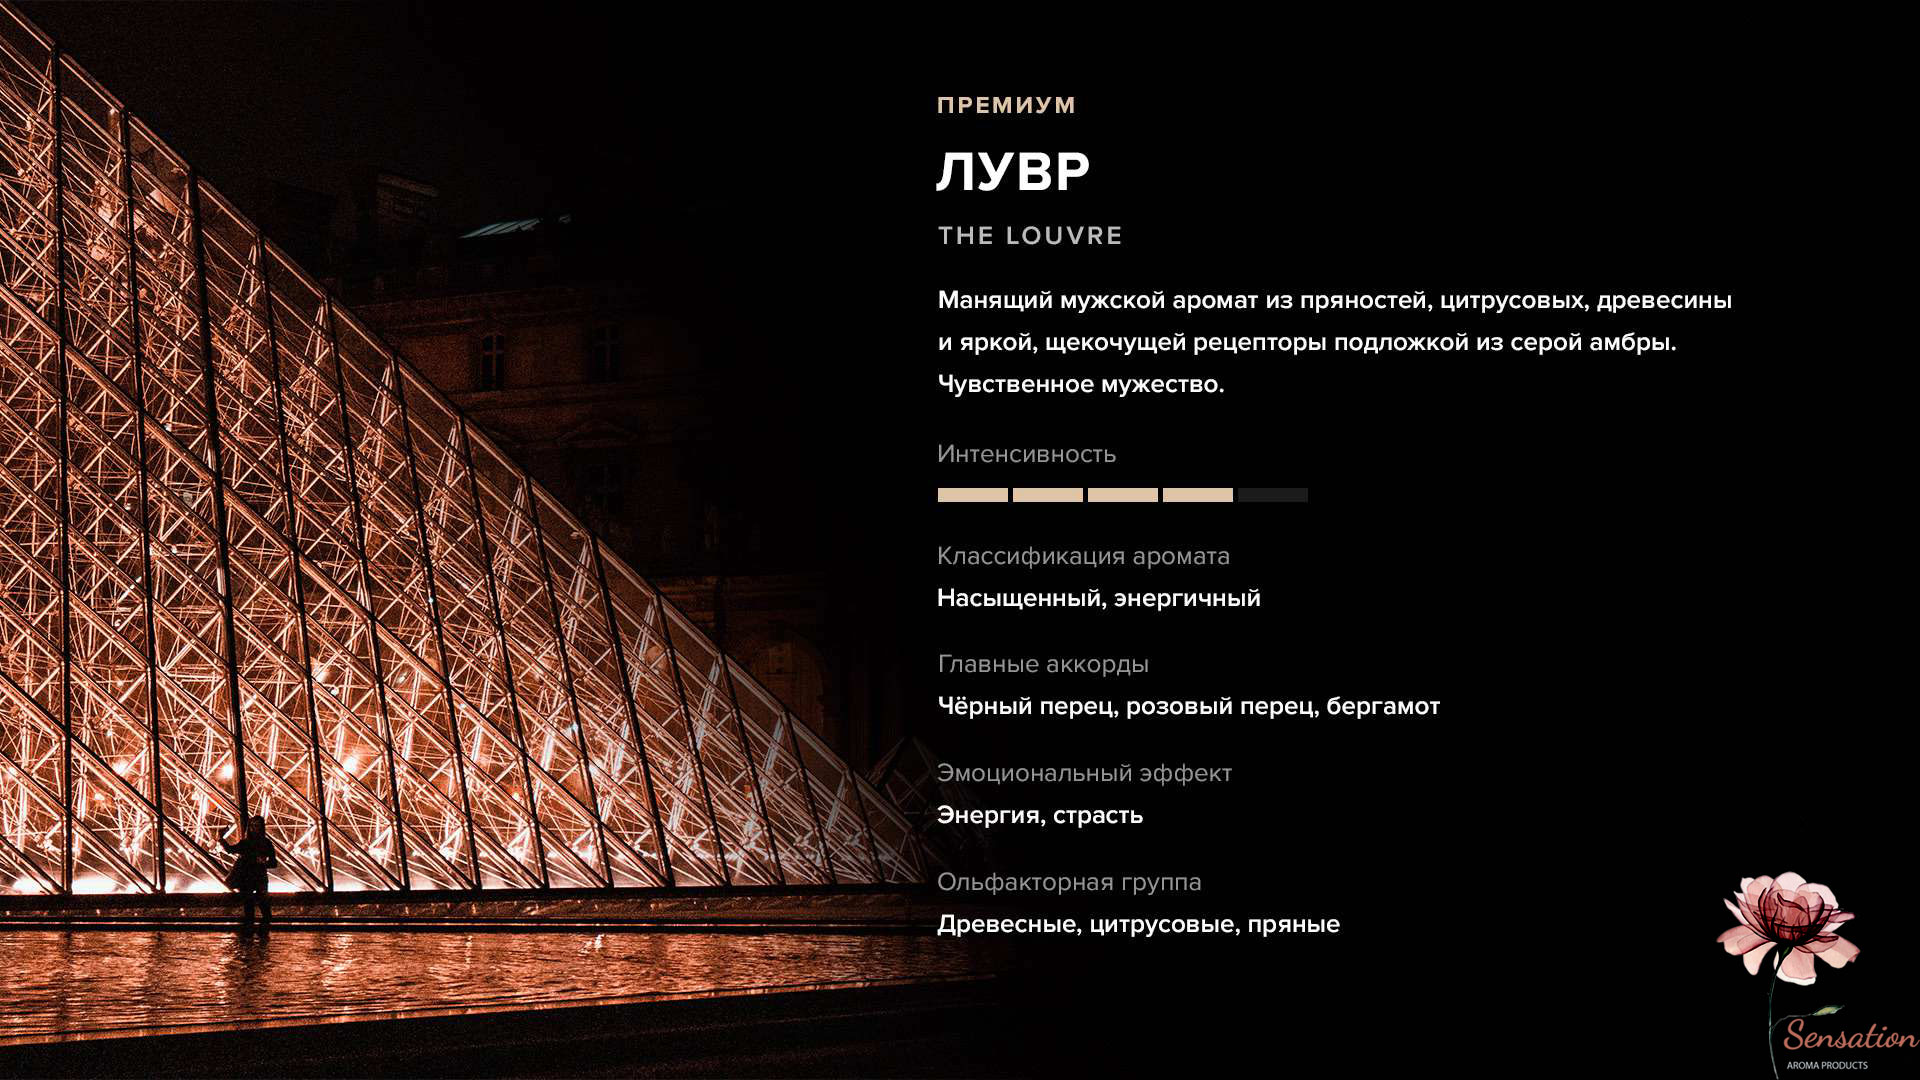 ПРЕМИУМ
ЛУВР
THE LOUVRE
Манящий мужской аромат из пряностей, цитрусовых, древесины
и яркой, щекочущей рецепторы подложкой из серой амбры.
Чувственное мужество.
Интенсивность
Классификация аромата
Насыщенный, энергичный
Главные аккорды
Чёрный перец, розовый перец, бергамот
Эмоциональный эффект
Энергия, страсть
Ольфакторная группа
Древесные, цитрусовые, пряные
Sensation
AROMA PRODUCTS